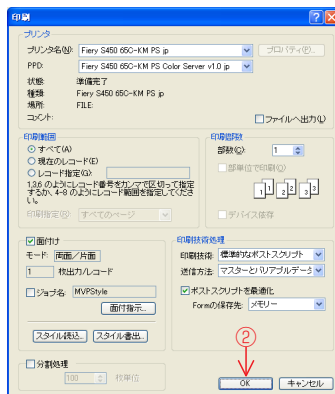 印刷
プリンタ
プリンタ名(N): Fiery S450 65C-KM PS jp プロパティ(P)...
PPD: Fiery S450 65C-KM PS Color Server v1.0 jp
状態: 準備完了
種類: Fiery S450 65C-KM PS jp
場所: FILE:
コメント: ファイルへ出力(L)
印刷範囲 印刷部数
すべて(A) 部数(C): 1
現在のレコード(E)
レコード指定(G): 部単位で印刷(O)
1,3,6 のようにレコード番号をカンマで区切って指定
するか、4-8 のようにレコード範囲を指定してくださ
い。
1 1 2 2 3 3
印刷指定(R): すべてのページ デバイス依存
面付け 印刷技術処理
モード: 両面/片面 印刷技術: 標準的なポストスクリプト
1 枚出力/レコード 送信方法: マスターとバリアブルデータ
ジョブ名: MVPStyle ポストスクリプトを最適化
面付指示... Formの保存先: メモリー
スタイル読込... スタイル書出...
②
分割処理
100 枚単位 OK キャンセル